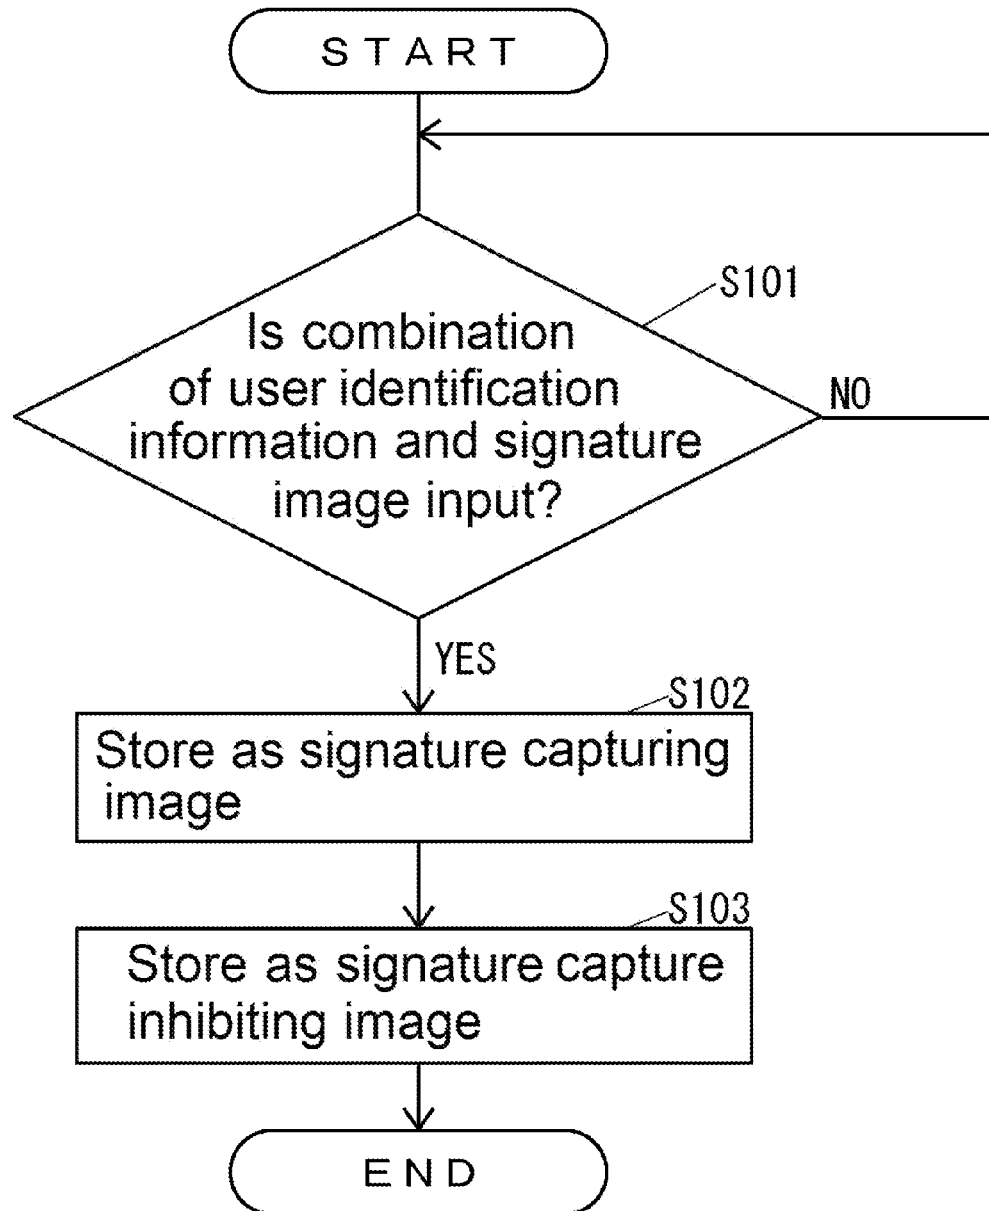 START
S101
Is combination
of user identification
information and signature
image input?
NO
YES
S102
Store as signature capturing
image
S103
Store as signature capture
inhibiting image
END